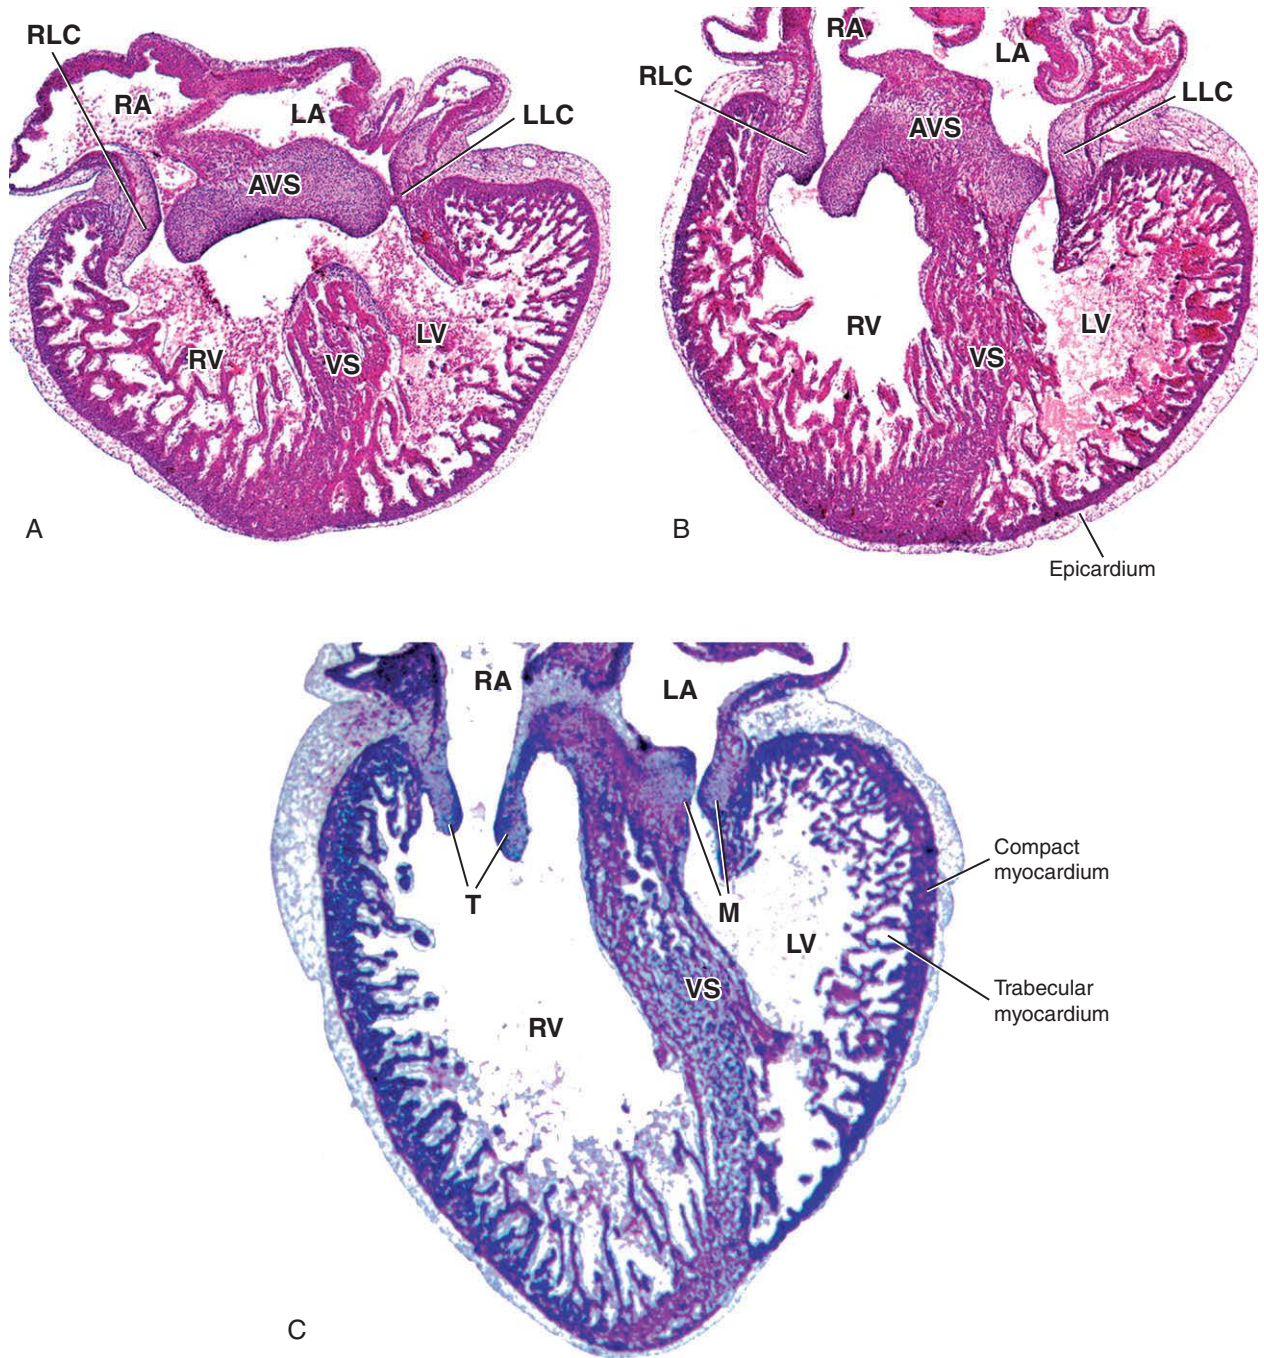 RLC
RA
LA
LLC
AVS
RV
VS
LV
A
RA
LA
RLC
LLC
AVS
RV
LV
VS
B
Epicardium
RA
LA
T
M
LV
VS
RV
Compact
myocardium
Trabecular
myocardium
C